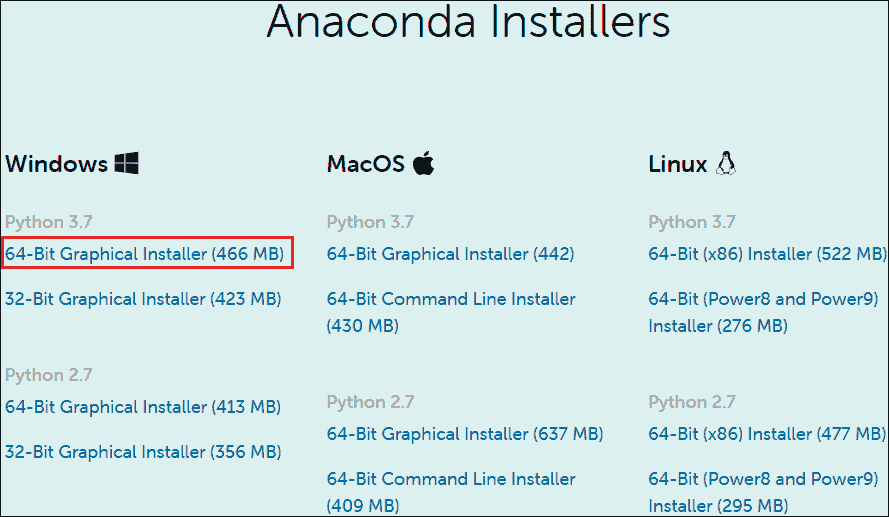 Anaconda Installers
Windows
Python 3.7
64-Bit Graphical Installer (466 MB)
32-Bit Graphical Installer (423 MB)
Python 2.7
64-Bit Graphical Installer (413 MB)
32-Bit Graphical Installer (356 MB)
MacOS
Python 3.7
64-Bit Graphical Installer (442)
64-Bit Command Line Installer
(430 MB)
Python 2.7
64-Bit Graphical Installer (637 MB)
64-Bit Command Line Installer
(409 MB)
Linux
Python 3.7
64-Bit (x86) Installer (522 MB)
64-Bit (Power8 and Power9)
Installer (276 MB)
Python 2.7
64-Bit (x86) Installer (477 MB)
64-Bit (Power8 and Power9)
Installer (295 MB)